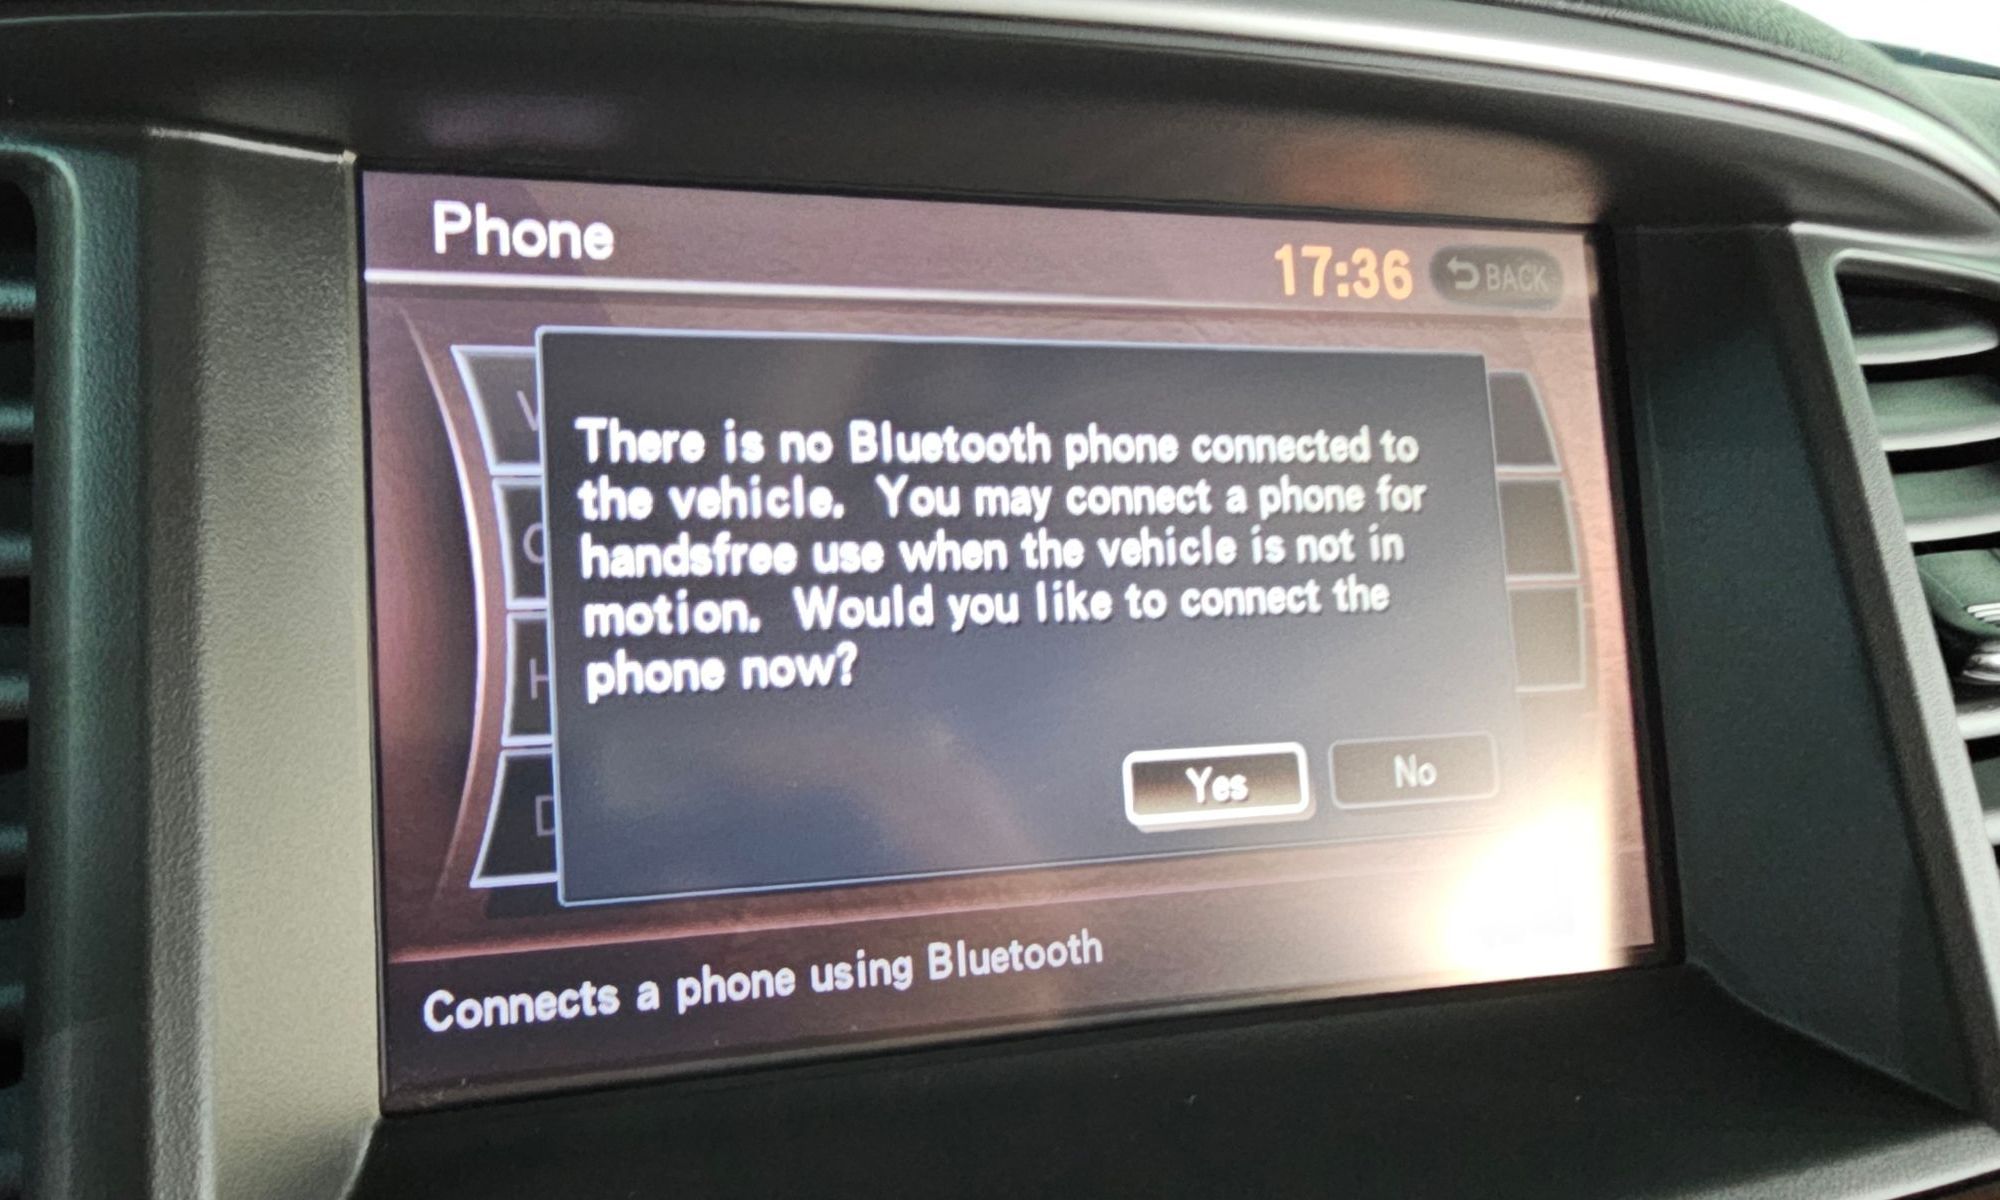 Phone
17:36
BACK
There is no Bluetooth phone connected to
the vehicle. You may connect a phone for
handsfree use when the vehicle is not in
motion. Would you like to connect the
phone now?
Yes
No
Connects a phone using Bluetooth